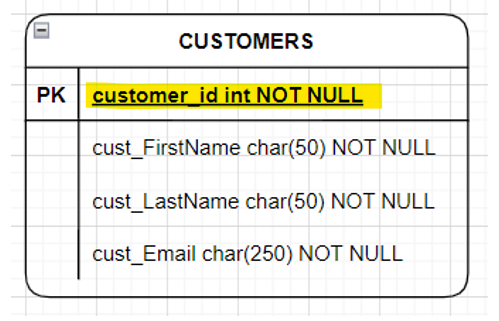 CUSTOMERS
PK customer_id int NOT NULL
cust_FirstName char(50) NOT NULL
cust_LastName char(50) NOT NULL
cust_Email char(250) NOT NULL